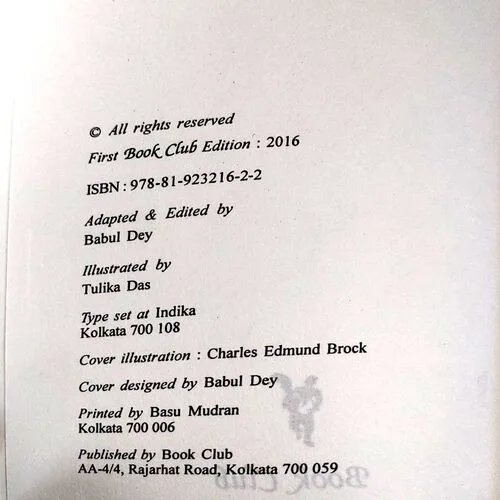 © All rights reserved
First Book Club Edition : 2016
ISBN : 978-81-923216-2-2
Adapted & Edited by
Babul Dey
Illustrated by
Tulika Das
Type set at Indika
Kolkata 700 108
Cover illustration : Charles Edmund Brock
Cover designed by Babul Dey
Printed by Basu Mudran
Kolkata 700 006
Published by Book Club
AA-4/4, Rajarhat Road, Kolkata 700 059
Book Club